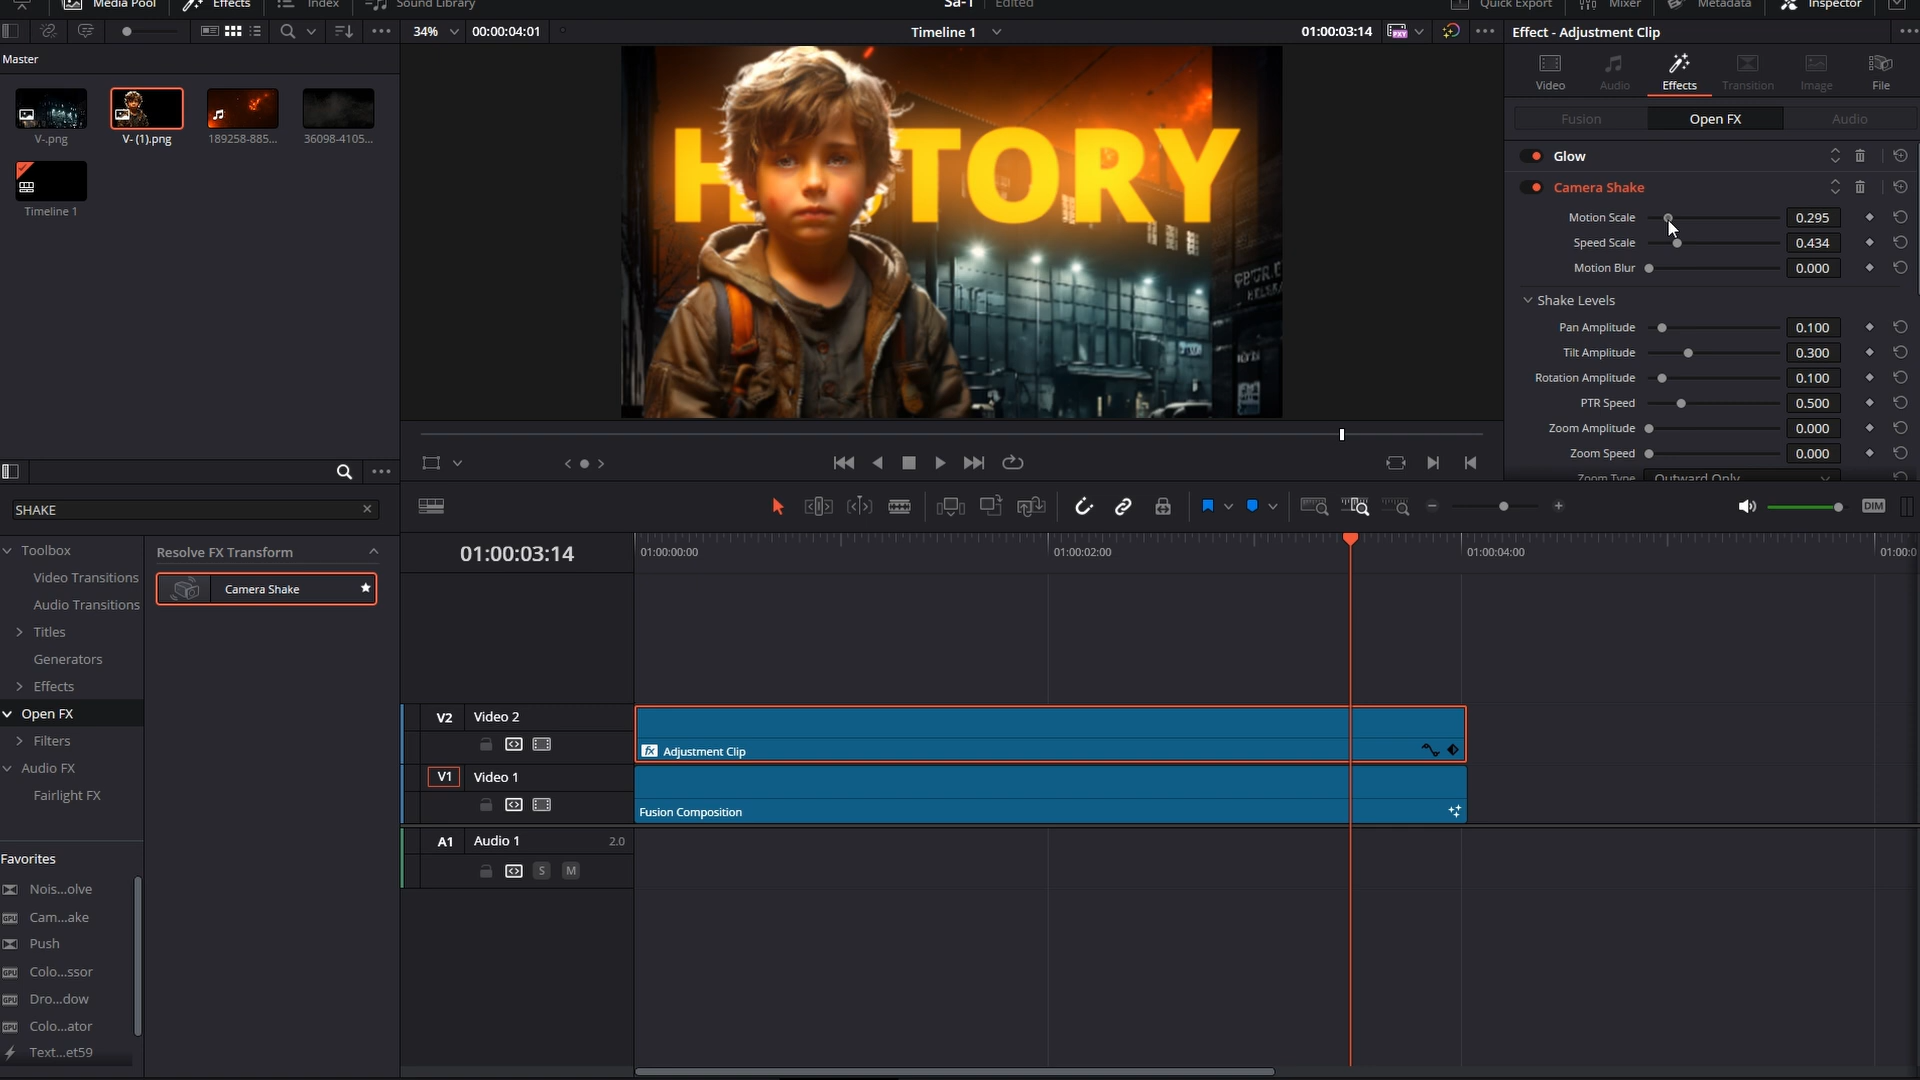 Media Pool
Effects
Index
Sound Library
Sa-1
Edited
Quick Export
Mixer
Metadata
Inspector
34%
00:00:04:01
Timeline 1
01:00:03:14
Effect - Adjustment Clip
Master
V-.png
V- (1).png
189258-885...
36098-4105...
Timeline 1
TORY
Video
Audio
Effects
Transition
Image
File
Fusion
Open FX
Audio
Glow
Camera Shake
Motion Scale
0.295
Speed Scale
0.434
Motion Blur
0.000
Shake Levels
Pan Amplitude
0.100
Tilt Amplitude
0.300
Rotation Amplitude
0.100
PTR Speed
0.500
Zoom Amplitude
0.000
Zoom Speed
0.000
Zoom Type
Outward Only
SHAKE
Toolbox
Video Transitions
Audio Transitions
Titles
Generators
Effects
Open FX
Filters
Audio FX
Fairlight FX
Resolve FX Transform
Camera Shake
Favorites
Nois...olve
Cam...ake
Push
Colo...ssor
Dro...dow
Colo...ator
Text...et59
DIM
01:00:03:14
01:00:00:00
01:00:02:00
01:00:04:00
01:00:0
V2
Video 2
fx Adjustment Clip
V1
Video 1
Fusion Composition
A1
Audio 1
2.0
S
M